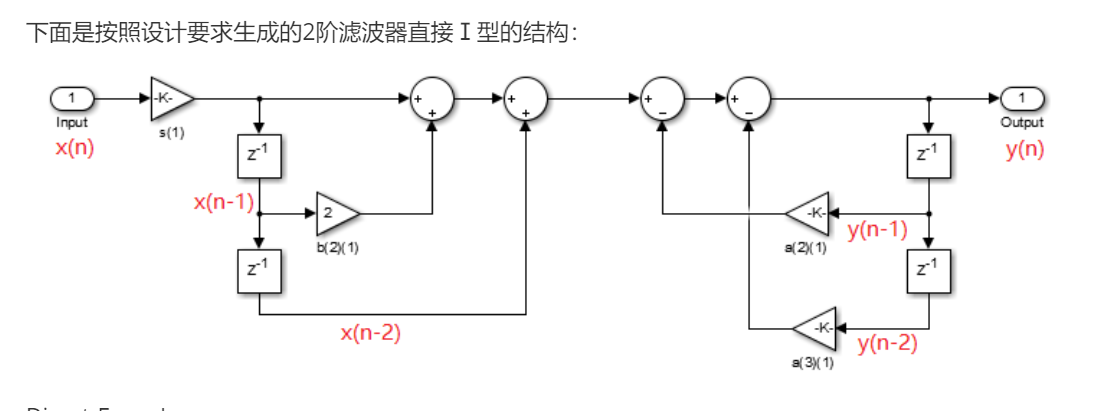 下面是按照设计要求生成的2阶滤波器直接Ⅰ型的结构：
1
Input
x(n)
-K-
s(1)
+
+
+
+
+
−
+
−
1
Output
y(n)
z-1
x(n-1)
2
b(2)(1)
z-1
x(n-2)
z-1
-K-
a(2)(1)
y(n-1)
z-1
-K-
a(3)(1)
y(n-2)